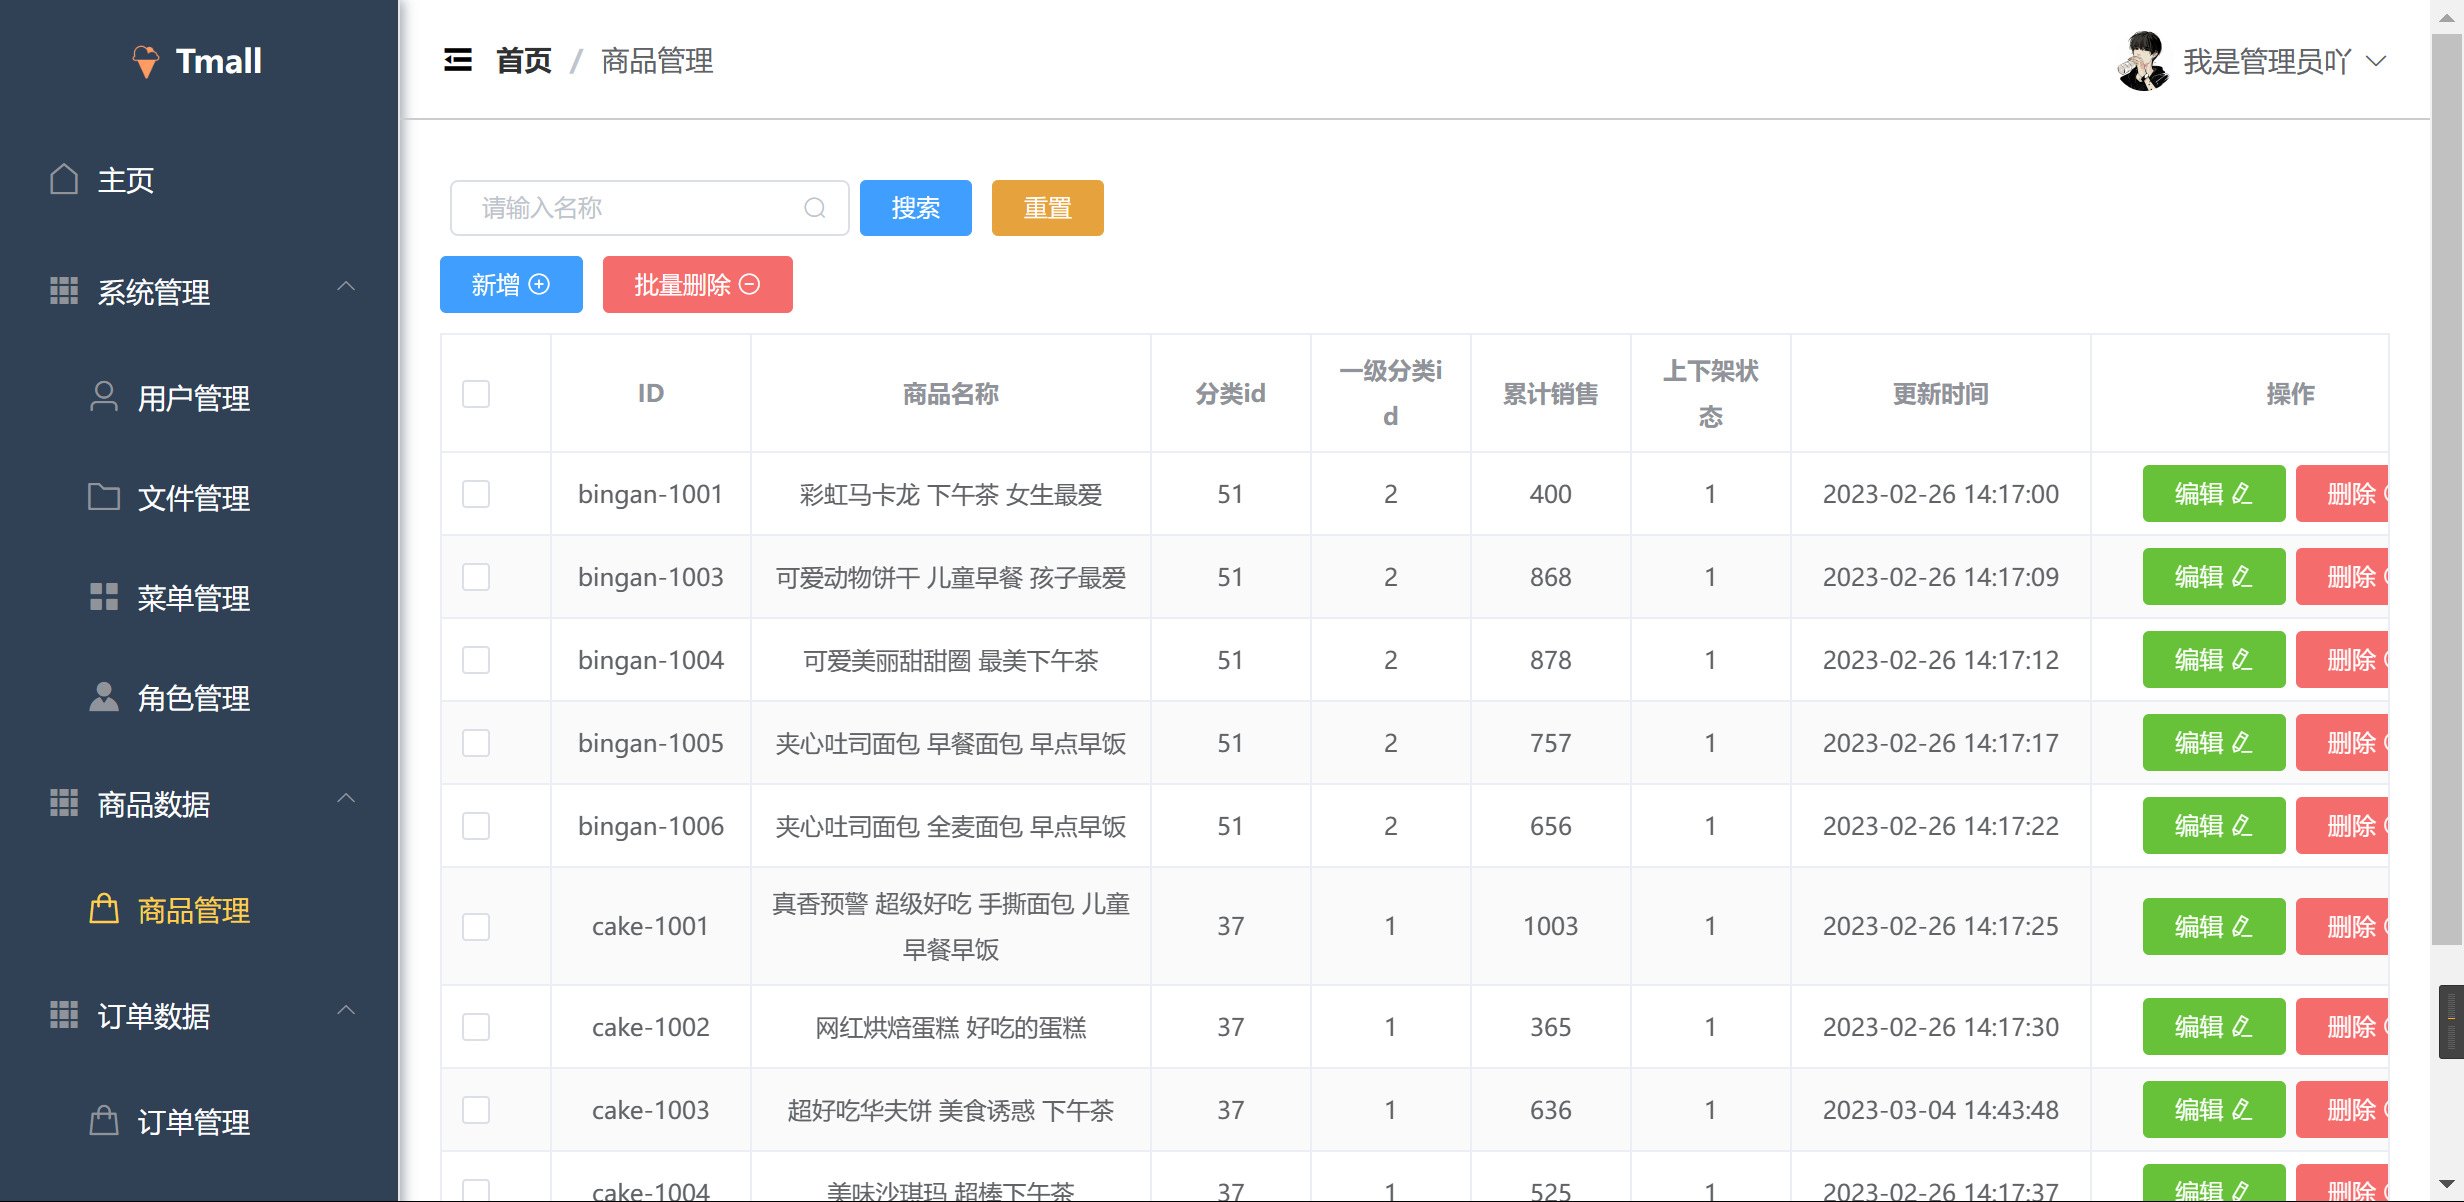 Tmall
主页
系统管理
用户管理
文件管理
菜单管理
角色管理
商品数据
商品管理
订单数据
订单管理
首页 / 商品管理
我是管理员吖
请输入名称 搜索 重置
新增 批量删除
ID 商品名称 分类id 一级分类i 累计销售 上下架状 更新时间 操作
d 态
bingan-1001 彩虹马卡龙 下午茶 女生最爱 51 2 400 1 2023-02-26 14:17:00 编辑 删除
bingan-1003 可爱动物饼干 儿童早餐 孩子最爱 51 2 868 1 2023-02-26 14:17:09 编辑 删除
bingan-1004 可爱美丽甜甜圈 最美下午茶 51 2 878 1 2023-02-26 14:17:12 编辑 删除
bingan-1005 夹心吐司面包 早餐面包 早点早饭 51 2 757 1 2023-02-26 14:17:17 编辑 删除
bingan-1006 夹心吐司面包 全麦面包 早点早饭 51 2 656 1 2023-02-26 14:17:22 编辑 删除
cake-1001 真香预警 超级好吃 手撕面包 儿童 37 1 1003 1 2023-02-26 14:17:25 编辑 删除
早餐早饭
cake-1002 网红烘焙蛋糕 好吃的蛋糕 37 1 365 1 2023-02-26 14:17:30 编辑 删除
cake-1003 超好吃华夫饼 美食诱惑 下午茶 37 1 636 1 2023-03-04 14:43:48 编辑 删除
cake-1004 美味沙琪玛 超棒下午茶 37 1 525 1 2023-02-26 14:17:37 编辑 删除